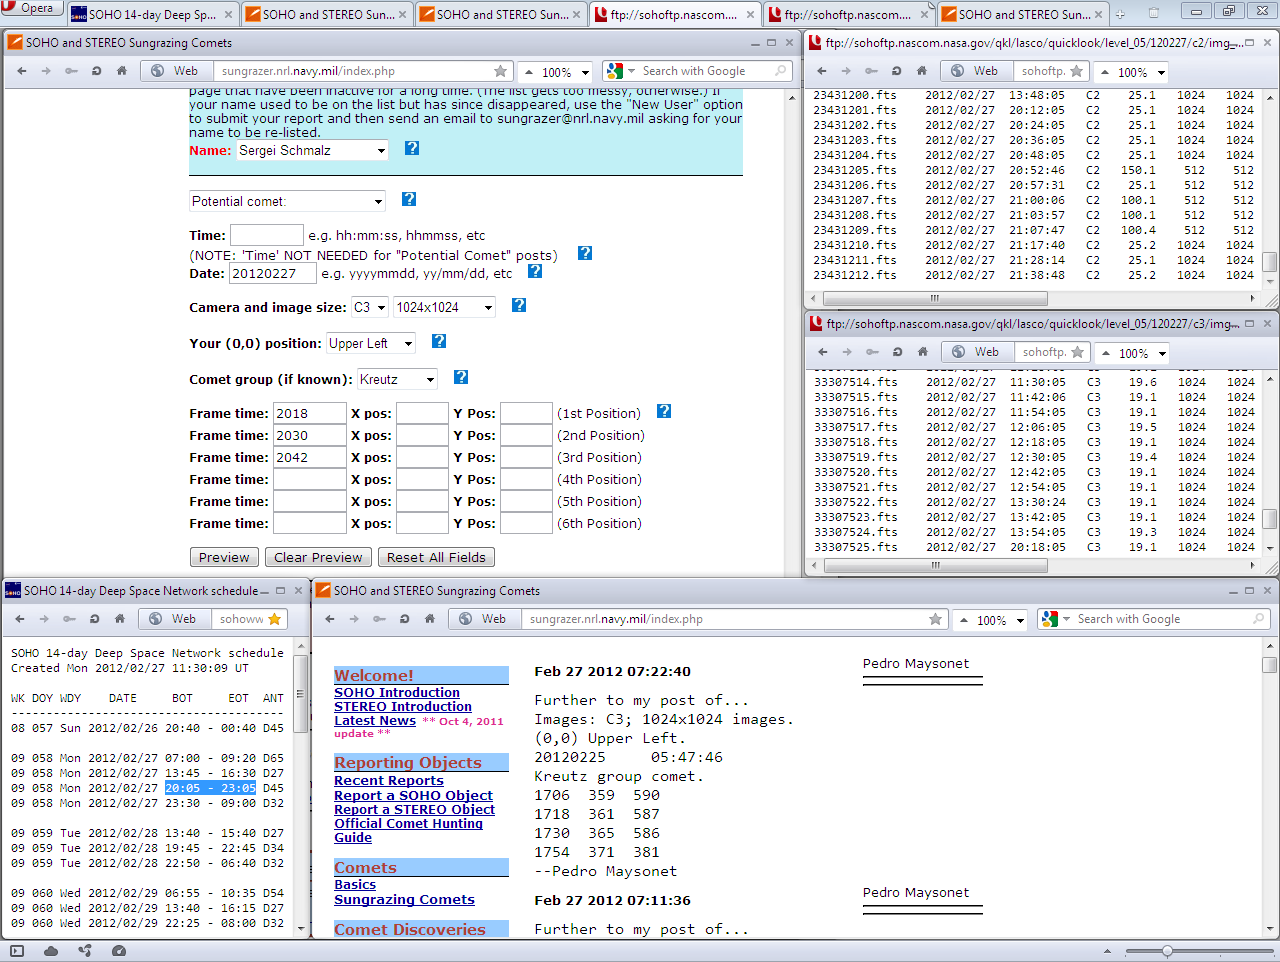 Opera
SOHO 14-day Deep Spa...
SOHO and STEREO Sung...
SOHO and STEREO Sung...
ftp://sohoftp.nascom...
ftp://sohoftp.nascom...
SOHO and STEREO Sun...
SOHO and STEREO Sungrazing Comets
Web
sungrazer.nrl.navy.mil/index.php
100%
Search with Google
page that have been inactive for a long time. (The list gets too messy, otherwise.) If
your name used to be on the list but has since disappeared, use the "New User" option
to submit your report and then send an email to sungrazer@nrl.navy.mil asking for your
name to be re-listed.
Name: Sergei Schmalz ?
Potential comet: ?
Time: e.g. hh:mm:ss, hhmmss, etc
(NOTE: 'Time' NOT NEEDED for "Potential Comet" posts) ?
Date: 20120227 e.g. yyyymmdd, yy/mm/dd, etc ?
Camera and image size: C3 1024x1024 ?
Your (0,0) position: Upper Left ?
Comet group (if known): Kreutz ?
Frame time: 2018 X pos: Y Pos: (1st Position) ?
Frame time: 2030 X pos: Y Pos: (2nd Position)
Frame time: 2042 X pos: Y Pos: (3rd Position)
Frame time: X pos: Y Pos: (4th Position)
Frame time: X pos: Y Pos: (5th Position)
Frame time: X pos: Y Pos: (6th Position)
Preview Clear Preview Reset All Fields
ftp://sohoftp.nascom.nasa.gov/qkl/lasco/quicklook/level_05/120227/c2/img_...
Web
sohoftp.
100%
23431200.fts 2012/02/27 13:48:05 C2 25.1 1024 1024
23431201.fts 2012/02/27 20:12:05 C2 25.1 1024 1024
23431202.fts 2012/02/27 20:24:05 C2 25.1 1024 1024
23431203.fts 2012/02/27 20:36:05 C2 25.1 1024 1024
23431204.fts 2012/02/27 20:48:05 C2 25.1 1024 1024
23431205.fts 2012/02/27 20:52:46 C2 150.1 512 512
23431206.fts 2012/02/27 20:57:31 C2 25.1 1024 1024
23431207.fts 2012/02/27 21:00:06 C2 100.1 512 512
23431208.fts 2012/02/27 21:03:57 C2 100.1 512 512
23431209.fts 2012/02/27 21:07:47 C2 100.4 512 512
23431210.fts 2012/02/27 21:17:40 C2 25.2 1024 1024
23431211.fts 2012/02/27 21:28:14 C2 25.1 1024 1024
23431212.fts 2012/02/27 21:38:48 C2 25.2 1024 1024
ftp://sohoftp.nascom.nasa.gov/qkl/lasco/quicklook/level_05/120227/c3/img_...
Web
sohoftp.
100%
33307514.fts 2012/02/27 11:30:05 C3 19.6 1024 1024
33307515.fts 2012/02/27 11:42:06 C3 19.1 1024 1024
33307516.fts 2012/02/27 11:54:05 C3 19.1 1024 1024
33307517.fts 2012/02/27 12:06:05 C3 19.5 1024 1024
33307518.fts 2012/02/27 12:18:05 C3 19.1 1024 1024
33307519.fts 2012/02/27 12:30:05 C3 19.4 1024 1024
33307520.fts 2012/02/27 12:42:05 C3 19.1 1024 1024
33307521.fts 2012/02/27 12:54:05 C3 19.1 1024 1024
33307522.fts 2012/02/27 13:30:24 C3 19.1 1024 1024
33307523.fts 2012/02/27 13:42:05 C3 19.1 1024 1024
33307524.fts 2012/02/27 13:54:05 C3 19.3 1024 1024
33307525.fts 2012/02/27 20:18:05 C3 19.1 1024 1024
SOHO 14-day Deep Space Network schedule
Web
sohoww
SOHO 14-day Deep Space Network schedule
Created Mon 2012/02/27 11:30:09 UT
WK DOY WDY DATE BOT EOT ANT
08 057 Sun 2012/02/26 20:40 - 00:40 D45
09 058 Mon 2012/02/27 07:00 - 09:20 D65
09 058 Mon 2012/02/27 13:45 - 16:30 D27
09 058 Mon 2012/02/27 20:05 - 23:05 D45
09 058 Mon 2012/02/27 23:30 - 09:00 D32
09 059 Tue 2012/02/28 13:40 - 15:40 D27
09 059 Tue 2012/02/28 19:45 - 22:45 D34
09 059 Tue 2012/02/28 22:50 - 06:40 D32
09 060 Wed 2012/02/29 06:55 - 10:35 D54
09 060 Wed 2012/02/29 13:40 - 16:15 D27
09 060 Wed 2012/02/29 22:25 - 08:00 D32
SOHO and STEREO Sungrazing Comets
Web
sungrazer.nrl.navy.mil/index.php
100%
Search with Google
Welcome!
SOHO Introduction
STEREO Introduction
Latest News ** Oct 4, 2011
update **
Reporting Objects
Recent Reports
Report a SOHO Object
Report a STEREO Object
Official Comet Hunting
Guide
Comets
Basics
Sungrazing Comets
Comet Discoveries
Feb 27 2012 07:22:40
Further to my post of...
Images: C3; 1024x1024 images.
(0,0) Upper Left.
20120225 05:47:46
Kreutz group comet.
1706 359 590
1718 361 587
1730 365 586
1754 371 381
--Pedro Maysonet
Feb 27 2012 07:11:36
Further to my post of...
Pedro Maysonet
Pedro Maysonet